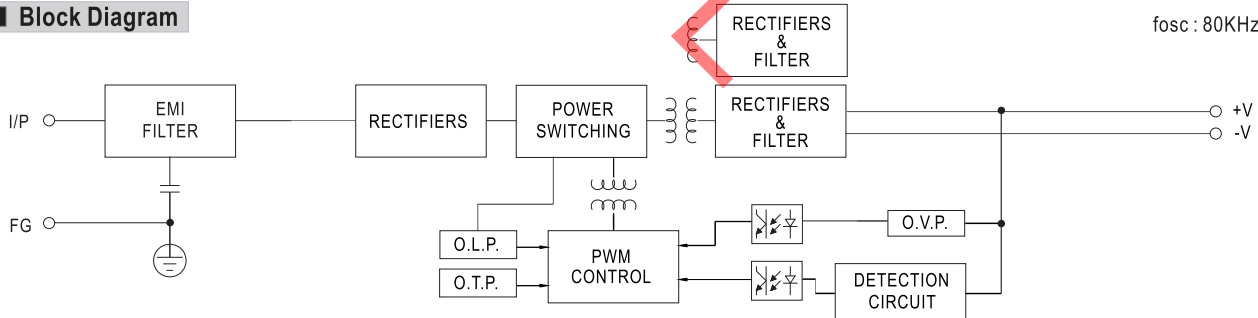 Block Diagram
fosc : 80KHz
RECTIFIERS
&
FILTER
I/P
EMI
FILTER
RECTIFIERS
POWER
SWITCHING
RECTIFIERS
&
FILTER
+V
-V
FG
O.L.P.
O.T.P.
PWM
CONTROL
O.V.P.
DETECTION
CIRCUIT